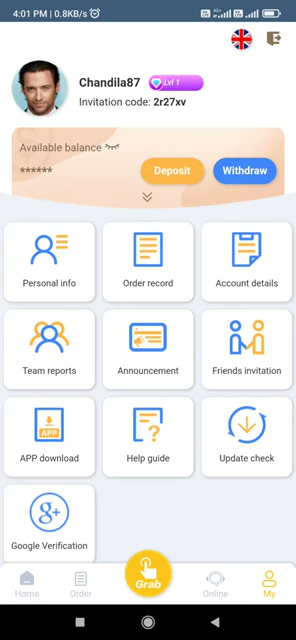 4:01 PM | 0.8KB/s
Chandila87
Lvl 1
Invitation code: 2r27xv
Available balance
******
Deposit
Withdraw
Personal info
Order record
Account details
Team reports
Announcement
Friends invitation
APP
APP download
Help guide
Update check
g+
Google Verification
Home
Order
Grab
Online
My